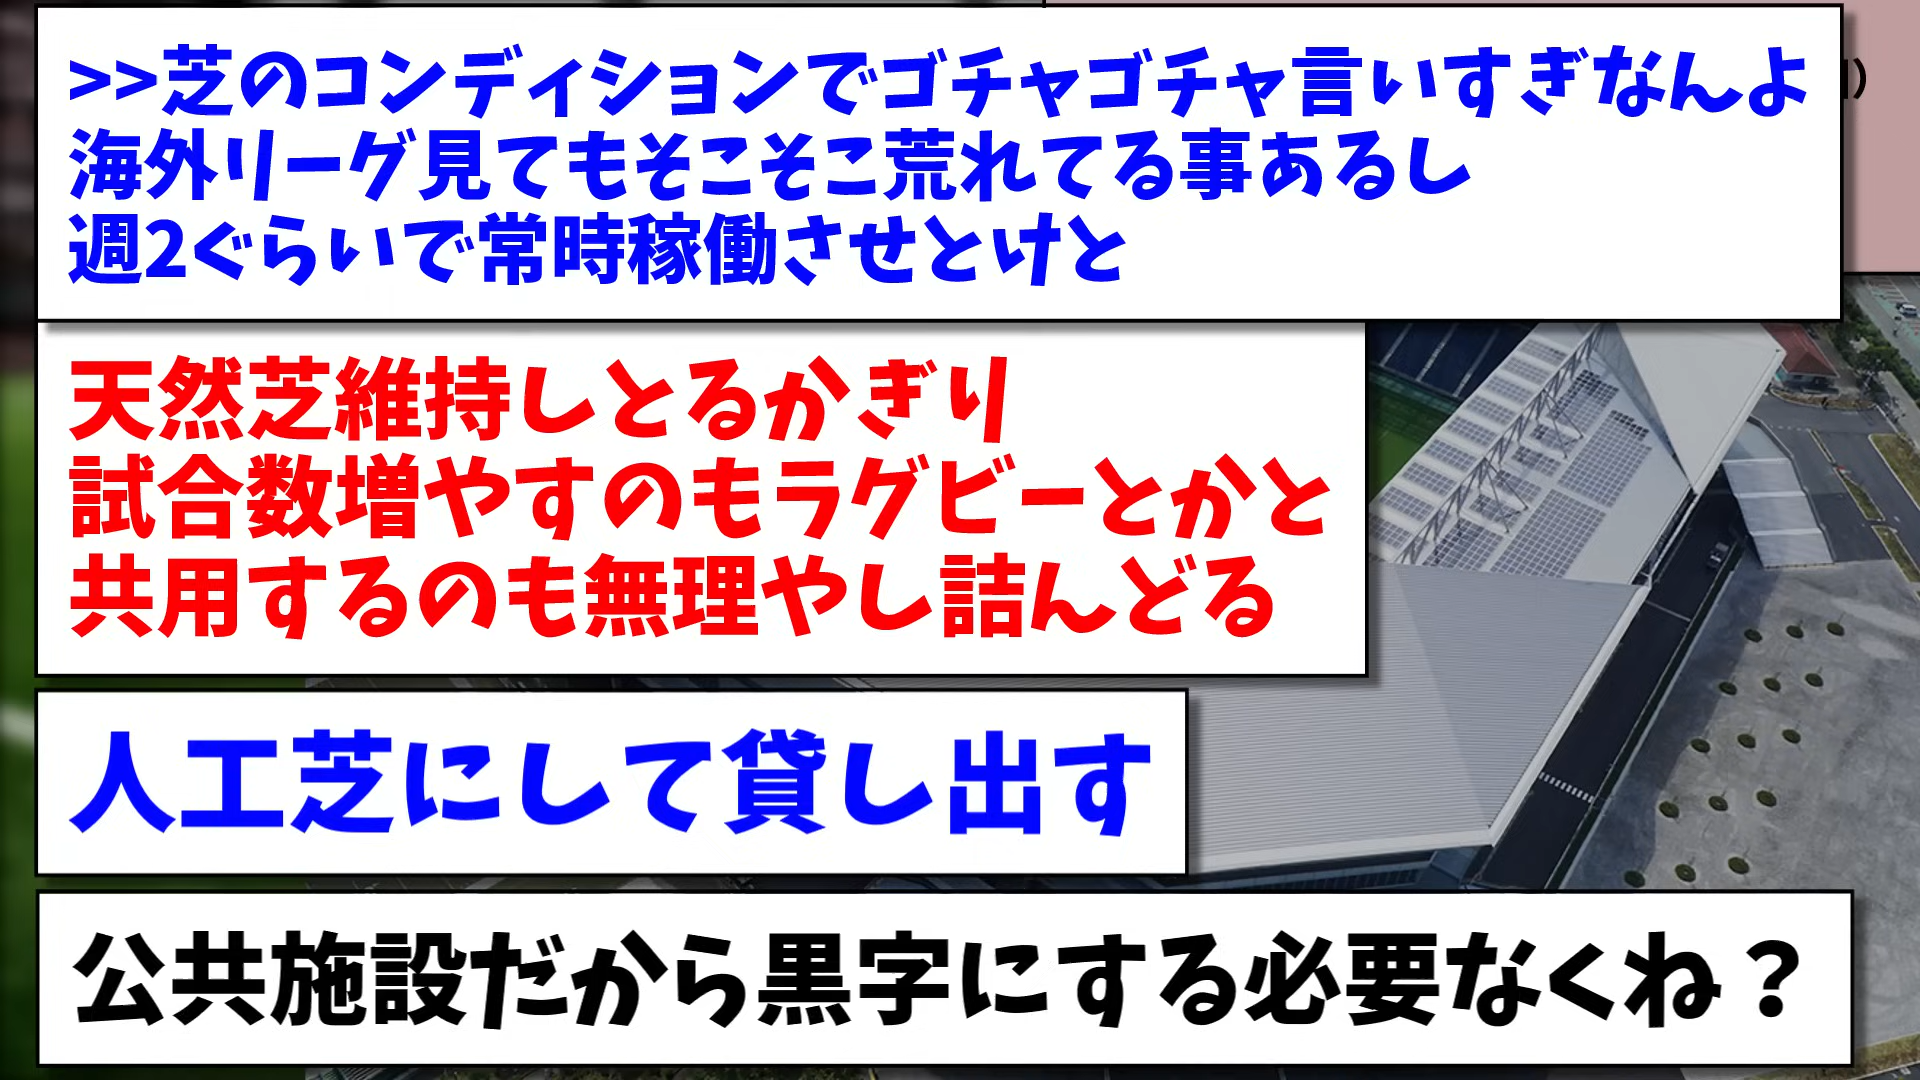 >>芝のコンディションでゴチャゴチャ言いすぎなんよ
海外リーグ見てもそこそこ荒れてる事あるし
週2ぐらいで常時稼働させとけと
天然芝維持しとるかぎり
試合数増やすのもラグビーとかと
共用するのも無理やし詰んどる
人工芝にして貸し出す
公共施設だから黒字にする必要なくね？